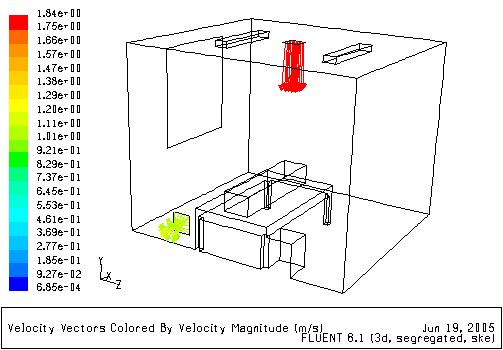 1.84e+00
1.75e+00
1.66e+00
1.57e+00
1.47e+00
1.38e+00
1.29e+00
1.20e+00
1.11e+00
1.01e+00
9.21e-01
8.29e-01
7.37e-01
6.45e-01
5.53e-01
4.61e-01
3.69e-01
2.77e-01
1.85e-01
9.27e-02
6.85e-04
Y
X
Z
Velocity Vectors Colored By Velocity Magnitude (m/s)
Jun 19, 2005
FLUENT 6.1 (3d, segregated, ske)